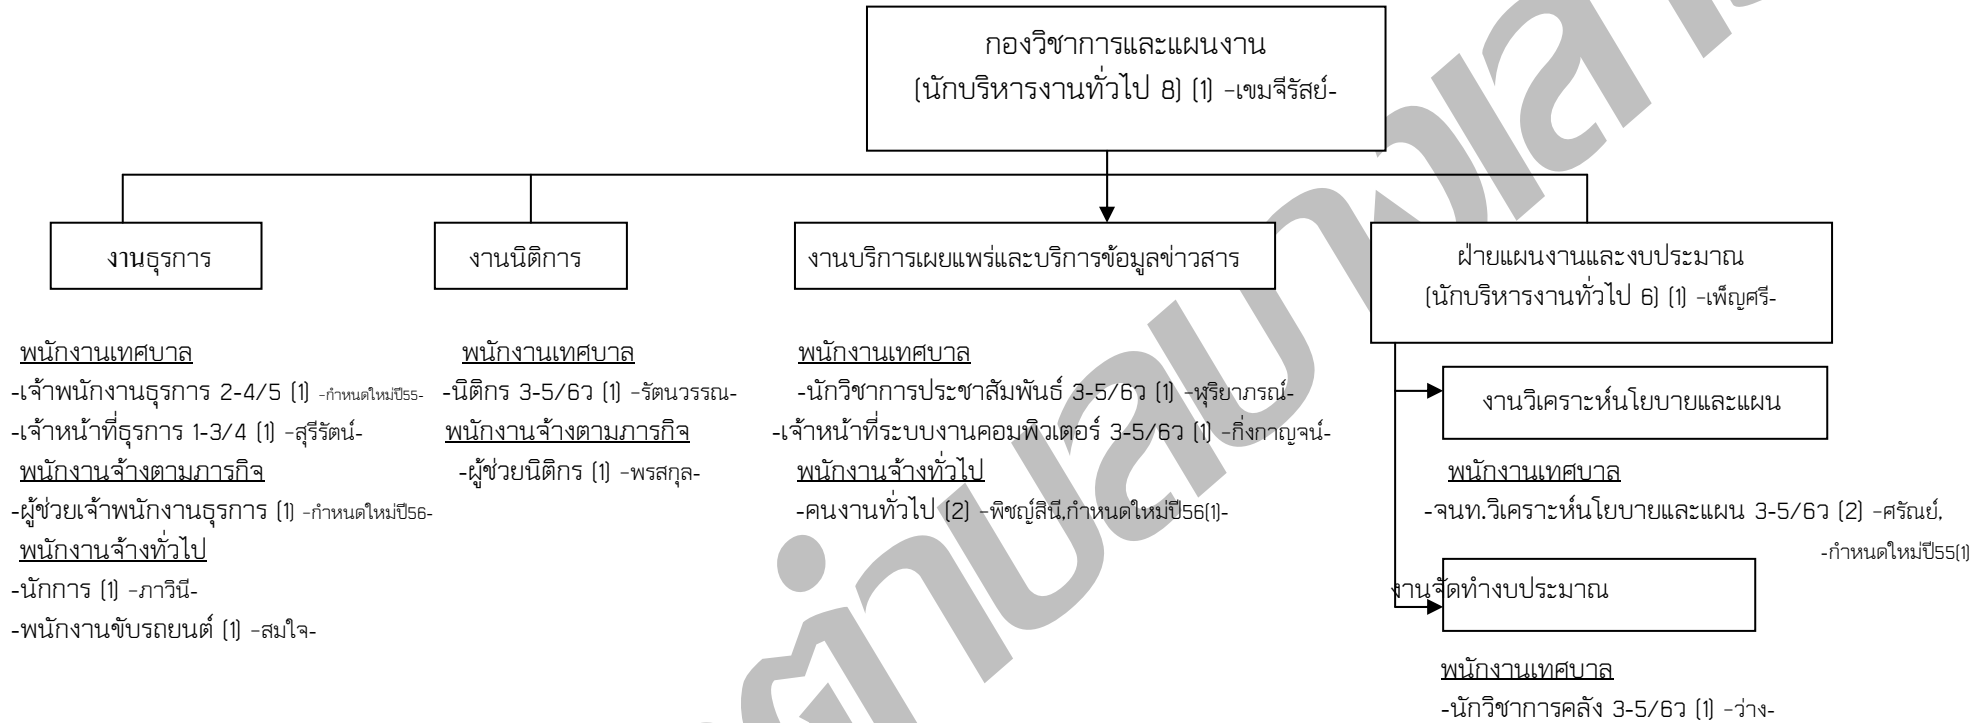 กองวิชาการและแผนงาน
(นักบริหารงานทั่วไป 8) (1) -เขมจีรัสย์-
งานธุรการ
พนักงานเทศบาล
-เจ้าพนักงานธุรการ 2-4/5 (1) -กำหนดใหม่ปี55-
-เจ้าหน้าที่ธุรการ 1-3/4 (1) -สุรีรัตน์-
พนักงานจ้างตามภารกิจ
-ผู้ช่วยเจ้าพนักงานธุรการ (1) -กำหนดใหม่ปี56-
พนักงานจ้างทั่วไป
-นักการ (1) -ภาวินี-
-พนักงานขับรถยนต์ (1) -สมใจ-
งานนิติการ
พนักงานเทศบาล
-นิติกร 3-5/6ว (1) -รัตนวรรณ-
พนักงานจ้างตามภารกิจ
-ผู้ช่วยนิติกร (1) -พรสกุล-
งานบริการเผยแพร่และบริการข้อมูลข่าวสาร
พนักงานเทศบาล
-นักวิชาการประชาสัมพันธ์ 3-5/6ว (1) -ฬุริยาภรณ์-
-เจ้าหน้าที่ระบบงานคอมพิวเตอร์ 3-5/6ว (1) -กิ่งกาญจน์-
พนักงานจ้างทั่วไป
-คนงานทั่วไป (2) -พิชญ์สินี,กำหนดใหม่ปี56(1)-
ฝ่ายแผนงานและงบประมาณ
(นักบริหารงานทั่วไป 6) (1) -เพ็ญศรี-
งานวิเคราะห์นโยบายและแผน
พนักงานเทศบาล
-จนท.วิเคราะห์นโยบายและแผน 3-5/6ว (2) -ศรัณย์,
-กำหนดใหม่ปี55(1)
งานจัดทำงบประมาณ
พนักงานเทศบาล
-นักวิชาการคลัง 3-5/6ว (1) -ว่าง-